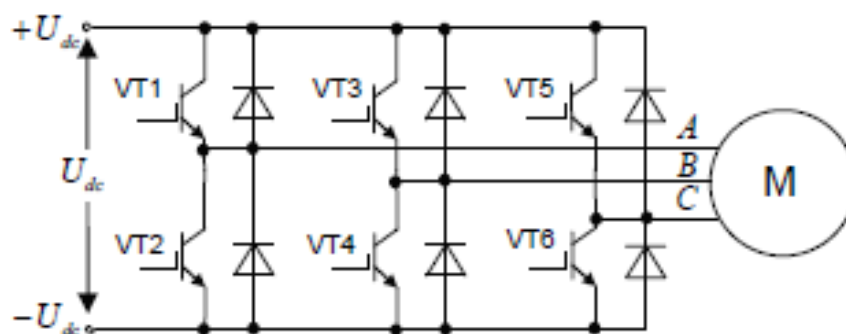 +U_dc
VT1 VT3 VT5
A
U_dc
B
M
C
VT2 VT4 VT6
-U_dc